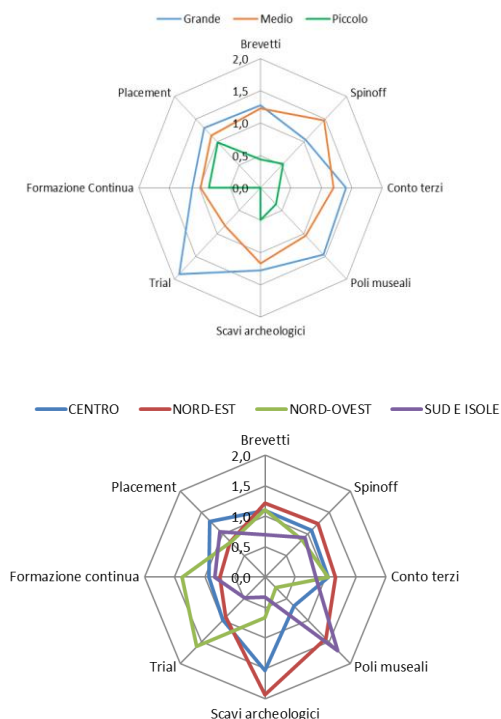 Grande Medio Piccolo
Brevetti
2,0
Placement Spinoff
1,5
1,0
0,5
Formazione Continua 0,0 Conto terzi
Trial Poli museali
Scavi archeologici
CENTRO NORD-EST NORD-OVEST SUD E ISOLE
Brevetti
2,0
Placement Spinoff
1,5
1,0
0,5
Formazione continua 0,0 Conto terzi
Trial Poli museali
Scavi archeologici